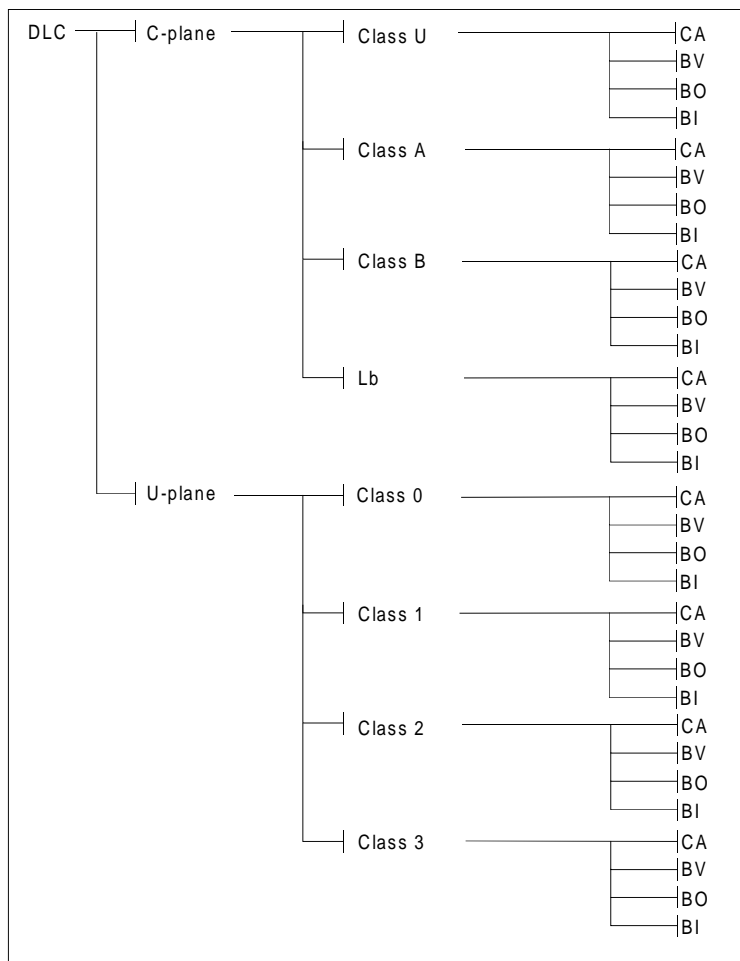 DLC C-plane Class U CA
BV
BO
BI
Class A CA
BV
BO
BI
Class B CA
BV
BO
BI
Lb CA
BV
BO
BI
U-plane Class 0 CA
BV
BO
BI
Class 1 CA
BV
BO
BI
Class 2 CA
BV
BO
BI
Class 3 CA
BV
BO
BI